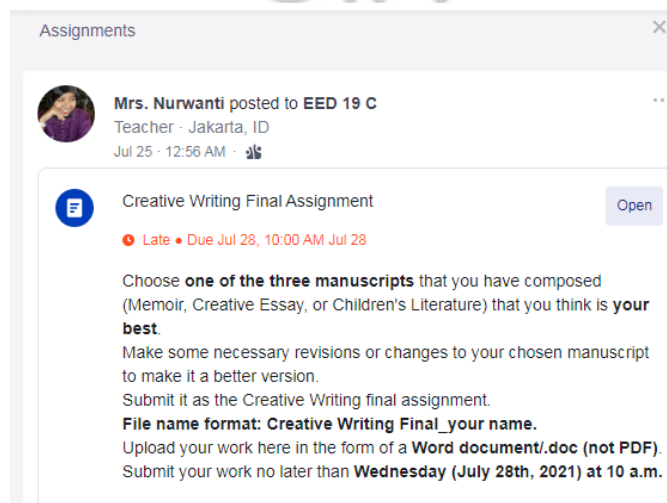 Assignments
Mrs. Nurwanti posted to EED 19 C
Teacher · Jakarta, ID
Jul 25 · 12:56 AM ·
Creative Writing Final Assignment
Open
Late • Due Jul 28, 10:00 AM Jul 28
Choose one of the three manuscripts that you have composed
(Memoir, Creative Essay, or Children's Literature) that you think is your
best.
Make some necessary revisions or changes to your chosen manuscript
to make it a better version.
Submit it as the Creative Writing final assignment.
File name format: Creative Writing Final_your name.
Upload your work here in the form of a Word document/.doc (not PDF).
Submit your work no later than Wednesday (July 28th, 2021) at 10 a.m.